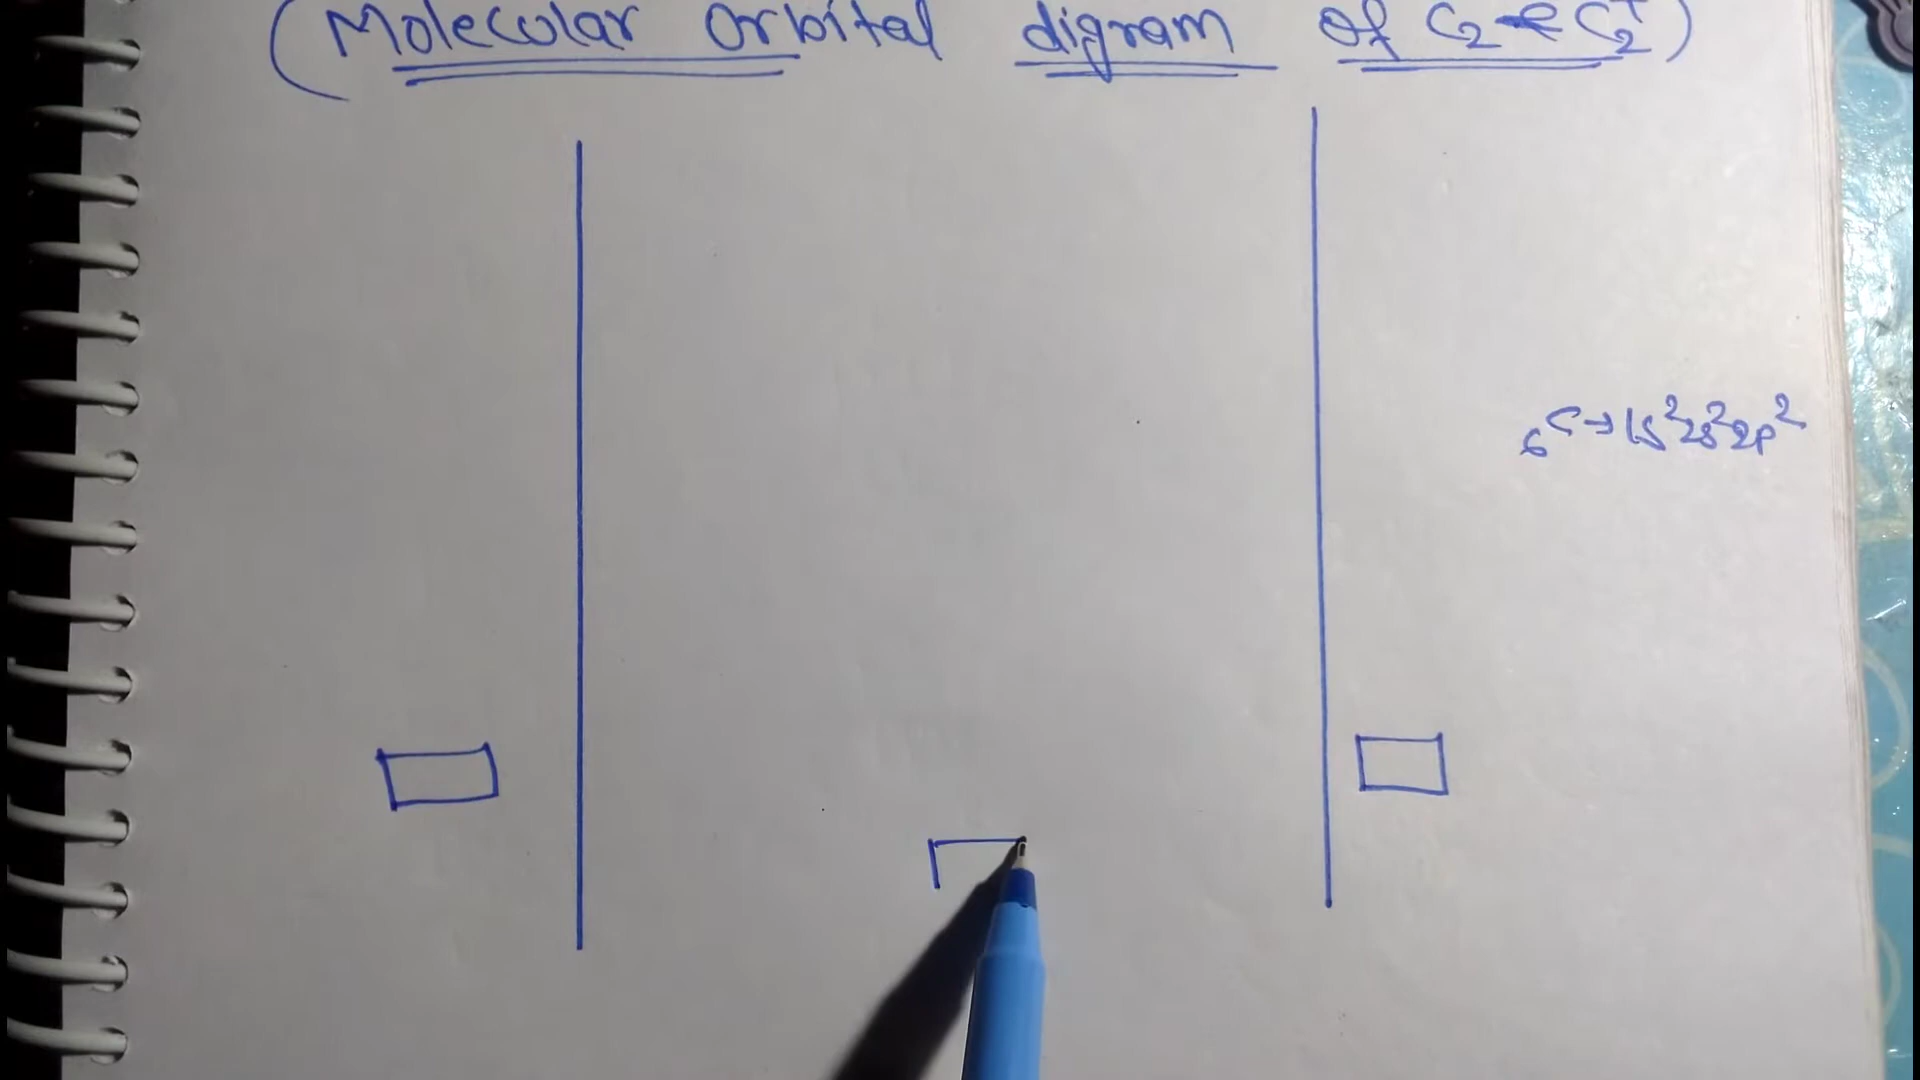 (Molecular Orbital digram of C₂ & C₂⁺)
₆C→1s²2s²2p²